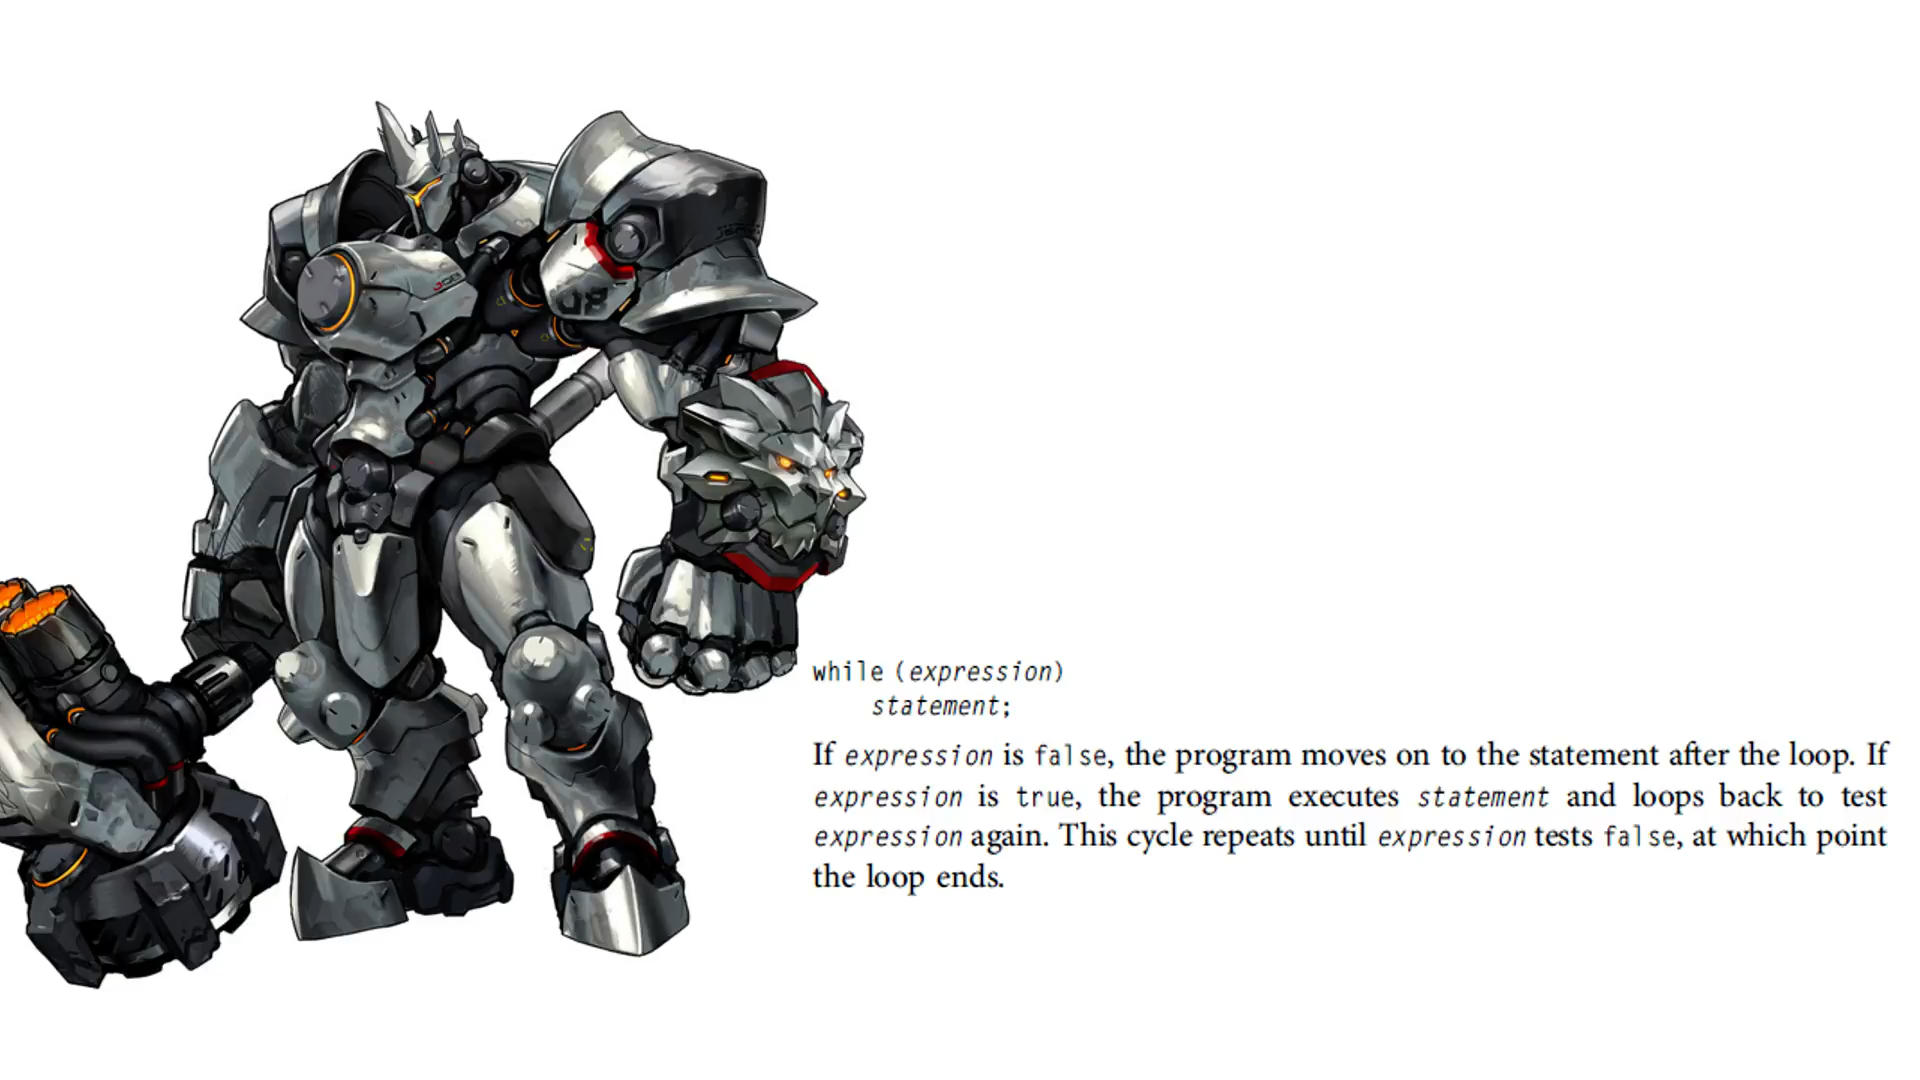 08
while (expression)
statement;
If expression is false, the program moves on to the statement after the loop. If
expression is true, the program executes statement and loops back to test
expression again. This cycle repeats until expression tests false, at which point
the loop ends.